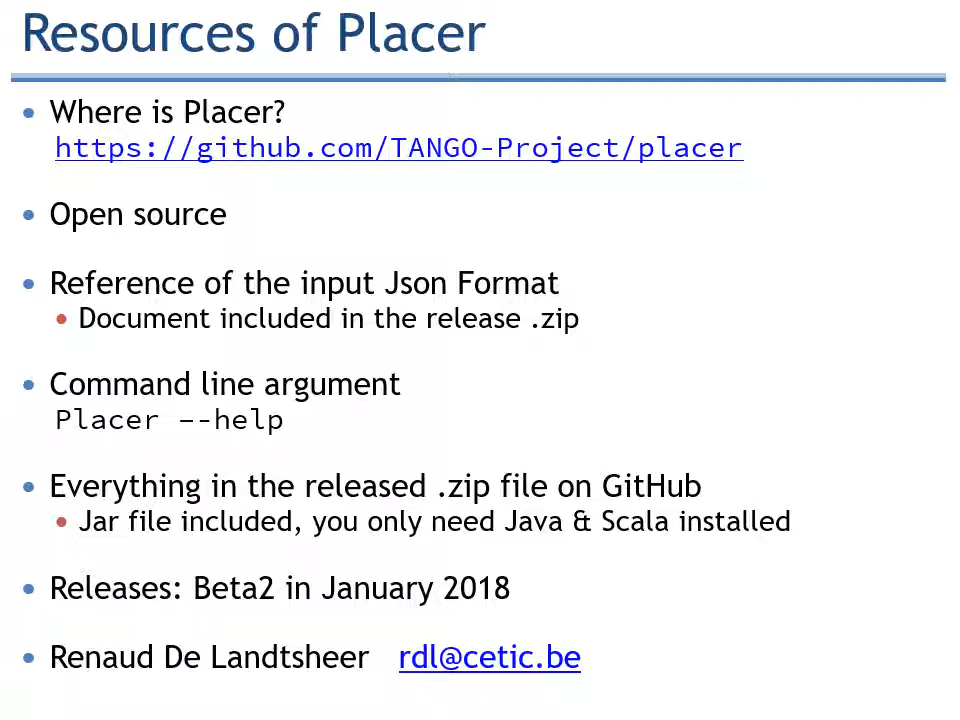 Resources of Placer
• Where is Placer?
https://github.com/TANGO-Project/placer
• Open source
• Reference of the input Json Format
• Document included in the release .zip
• Command line argument
Placer –-help
• Everything in the released .zip file on GitHub
• Jar file included, you only need Java & Scala installed
• Releases: Beta2 in January 2018
• Renaud De Landtsheer rdl@cetic.be